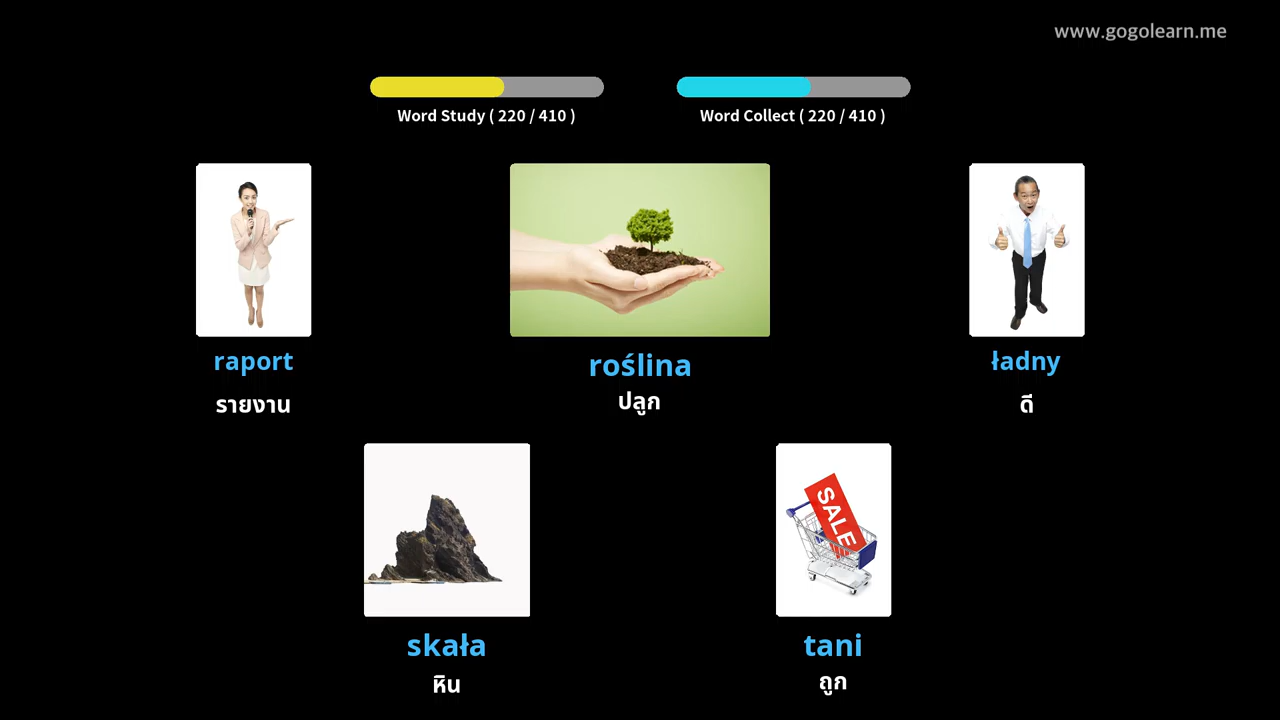 www.gogolearn.me
Word Study ( 220 / 410 )
Word Collect ( 220 / 410 )
raport
roślina
ładny
รายงาน
ปลูก
ดี
SALE
skała
tani
หิน
ถูก